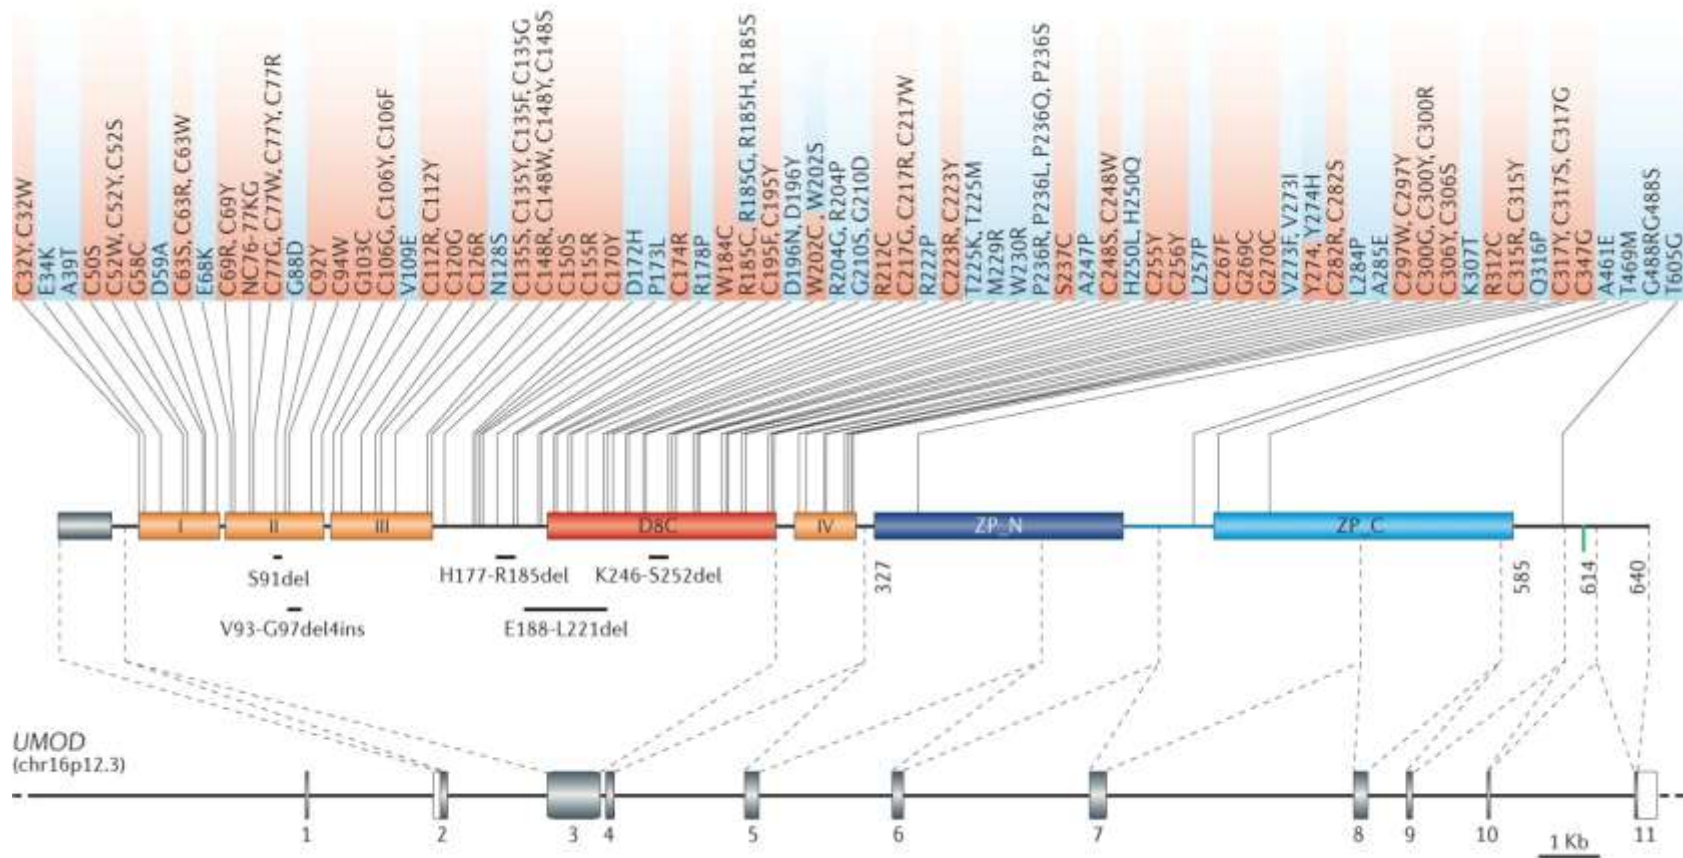 C32Y, C32W
E34K
A39T
C50S
C52W, C52Y, C52S
G58C
D59A
C63S, C63R, C63W
E68K
C69R, C69Y
NC76-77KG
C77G, C77W, C77Y, C77R
G88D
C92Y
C94W
G103C
C106G, C106Y, C106F
V109E
C112R, C112Y
C120G
C126R
N128S
C135S, C135Y, C135F, C135G
C148R, C148W, C148Y, C148S
C150S
C155R
C170Y
D172H
P173L
C174R
R178P
W184C
R185C, R185G, R185H, R185S
C195F, C195Y
D196N, D196Y
W202C, W202S
R204G, R204P
G210S, G210D
R212C
C217G, C217R, C217W
R222P
C223R, C223Y
T225K, T225M
M229R
W230R
P236R, P236L, P236Q, P236S
S237C
A247P
C248S, C248W
H250L, H250Q
C255Y
C256Y
L257P
C267F
G269C
G270C
V273F, V273I
Y274, Y274H
C282R, C282S
L284P
A285E
C297W, C297Y
C300G, C300Y, C300R
C306Y, C306S
K307T
R312C
C315R, C315Y
Q316P
C317Y, C317S, C317G
C347G
A461E
T469M
G488RG488S
T605G
I
II
III
D8C
IV
ZP_N
ZP_C
S91del
H177-R185del
K246-S252del
327
585
614
640
V93-G97del4ins
E188-L221del
UMOD
(chr16p12.3)
1
2
3
4
5
6
7
8
9
10
11
1 Kb